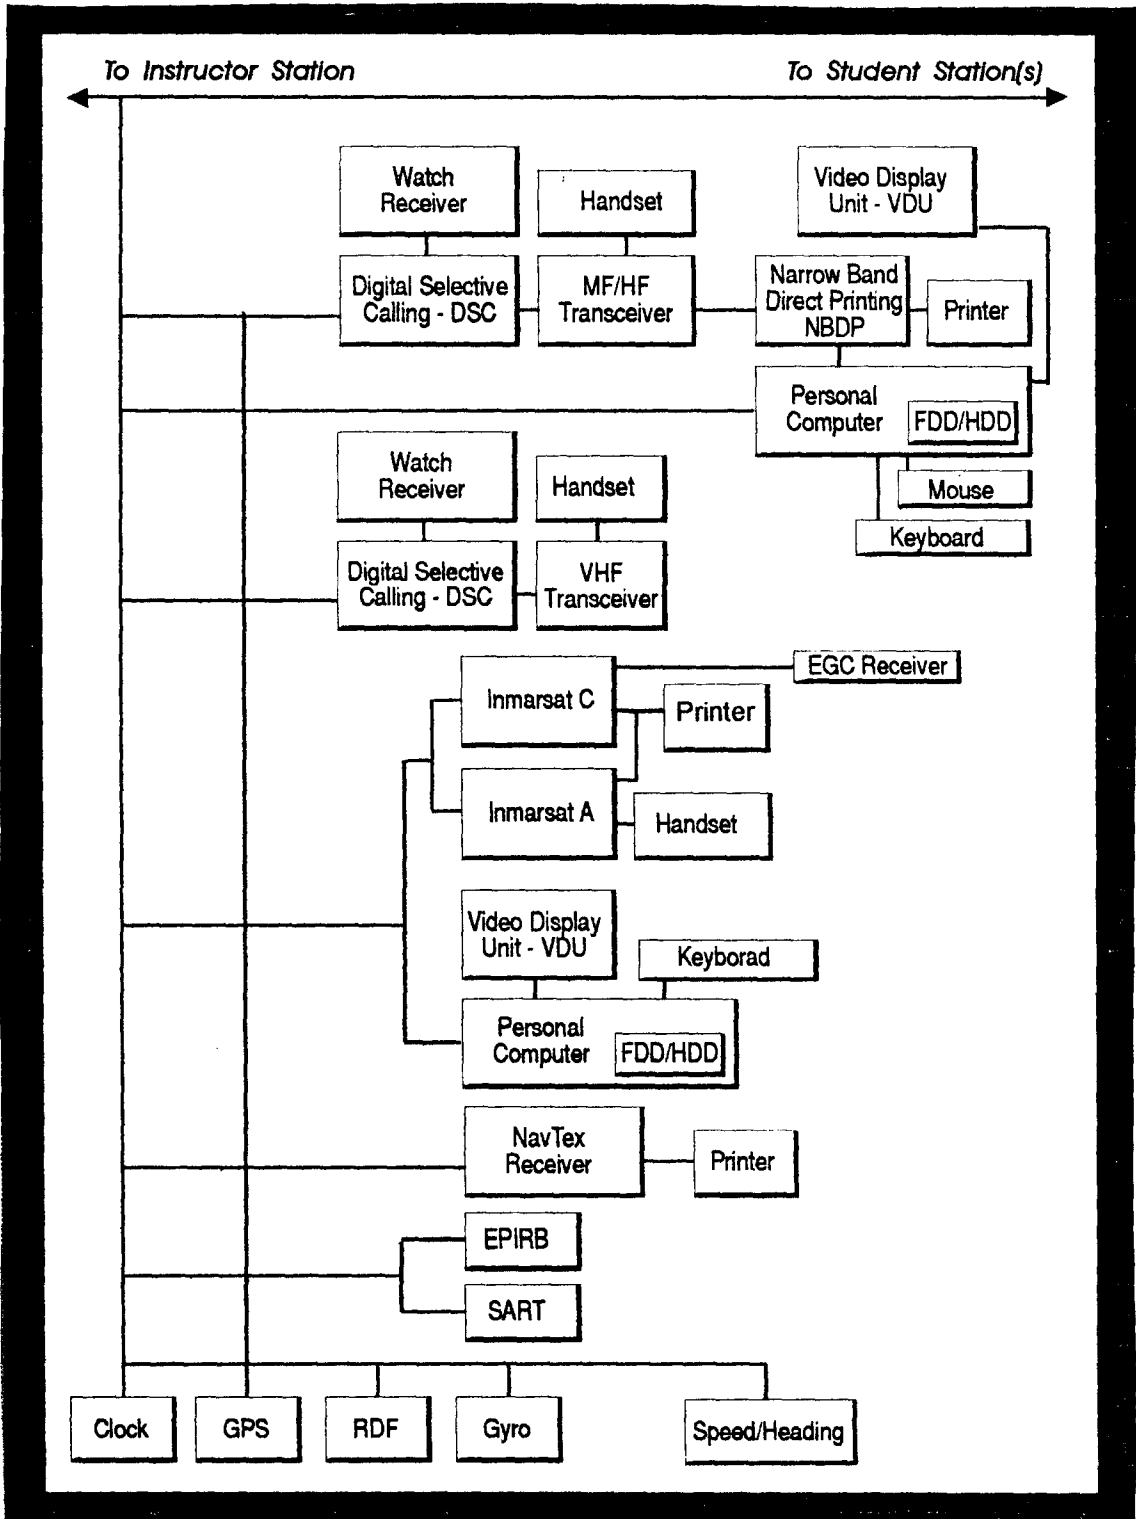 To Instructor Station
To Student Station(s)
Watch
Receiver
Handset
Video Display
Unit - VDU
Digital Selective
Calling - DSC
MF/HF
Transceiver
Narrow Band
Direct Printing
NBDP
Printer
Personal
Computer
FDD/HDD
Mouse
Keyboard
Watch
Receiver
Handset
Digital Selective
Calling - DSC
VHF
Transceiver
EGC Receiver
Inmarsat C
Printer
Inmarsat A
Handset
Video Display
Unit - VDU
Keyborad
Personal
Computer
FDD/HDD
NavTex
Receiver
Printer
EPIRB
SART
Clock
GPS
RDF
Gyro
Speed/Heading